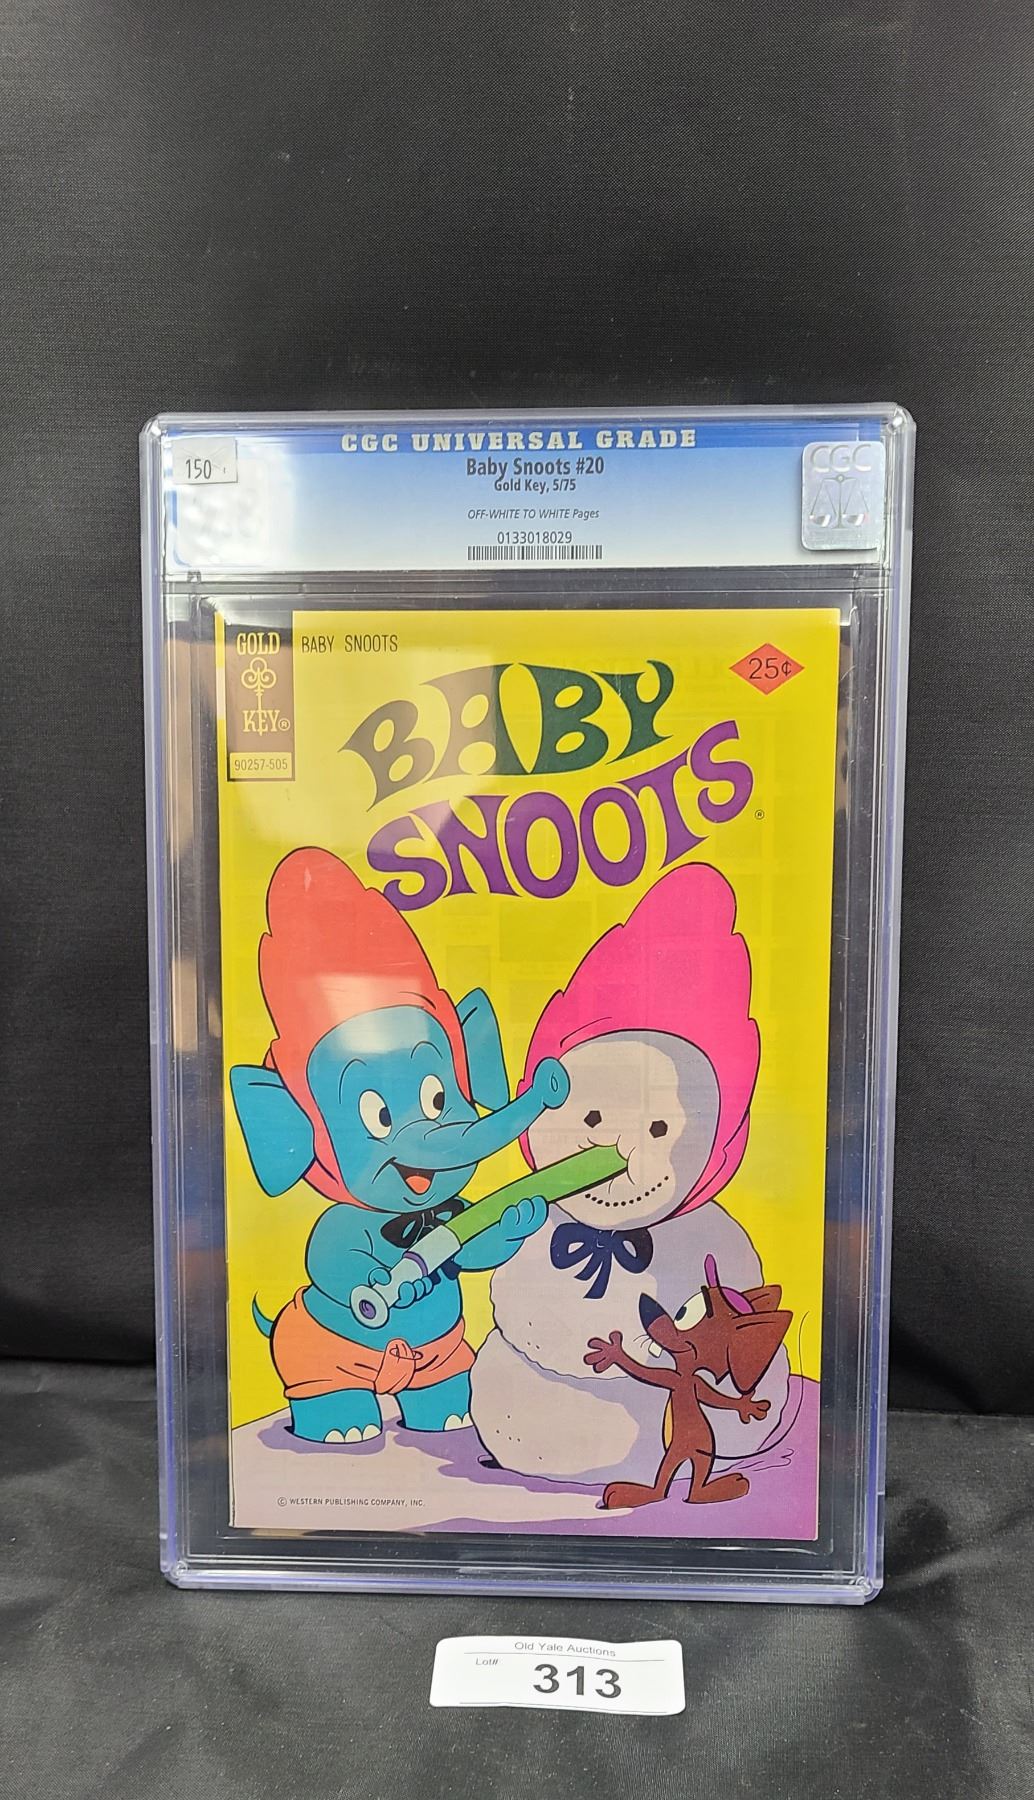 CGC UNIVERSAL GRADE
150
Baby Snoots #20
Gold Key, 5/75
CGC
OFF-WHITE TO WHITE Pages
0133018029
GOLD
KEY®
90257-505
BABY SNOOTS
25¢
BABY
SNOOTS®
© WESTERN PUBLISHING COMPANY, INC.
Old Yale Auctions
Lot#
313